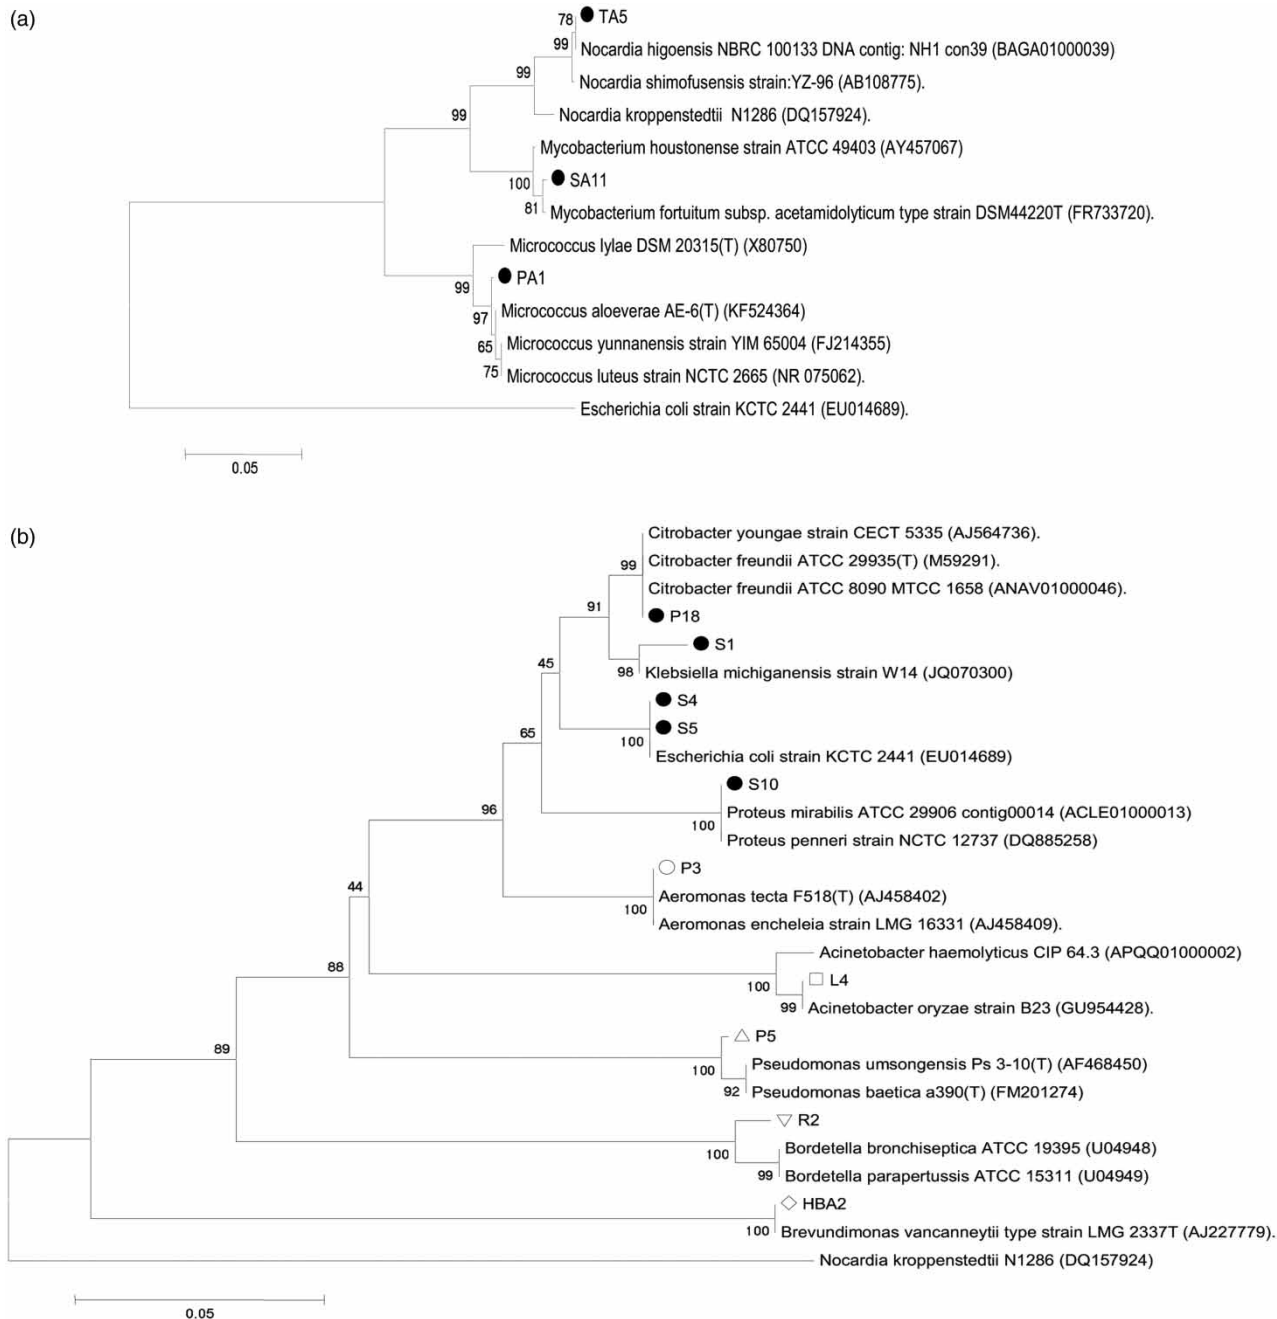 (a)
78
TA5
99
Nocardia higoensis NBRC 100133 DNA contig: NH1 con39 (BAGA01000039)
99
Nocardia shimofusensis strain:YZ-96 (AB108775).
99
Nocardia kroppenstedtii N1286 (DQ157924).
Mycobacterium houstonense strain ATCC 49403 (AY457067)
100
SA11
81
Mycobacterium fortuitum subsp. acetamidolyticum type strain DSM44220T (FR733720).
Micrococcus lylae DSM 20315(T) (X80750)
99
PA1
97
Micrococcus aloeverae AE-6(T) (KF524364)
65
Micrococcus yunnanensis strain YIM 65004 (FJ214355)
75
Micrococcus luteus strain NCTC 2665 (NR 075062).
Escherichia coli strain KCTC 2441 (EU014689).
0.05
(b)
Citrobacter youngae strain CECT 5335 (AJ564736).
99
Citrobacter freundii ATCC 29935(T) (M59291).
Citrobacter freundii ATCC 8090 MTCC 1658 (ANAV01000046).
91
P18
S1
45
98
Klebsiella michiganensis strain W14 (JQ070300)
S4
65
S5
100
Escherichia coli strain KCTC 2441 (EU014689)
S10
96
Proteus mirabilis ATCC 29906 contig00014 (ACLE01000013)
100
Proteus penneri strain NCTC 12737 (DQ885258)
P3
44
Aeromonas tecta F518(T) (AJ458402)
100
Aeromonas encheleia strain LMG 16331 (AJ458409).
Acinetobacter haemolyticus CIP 64.3 (APQQ01000002)
88
100
L4
99
Acinetobacter oryzae strain B23 (GU954428).
89
P5
100
Pseudomonas umsongensis Ps 3-10(T) (AF468450)
92
Pseudomonas baetica a390(T) (FM201274)
R2
100
Bordetella bronchiseptica ATCC 19395 (U04948)
99
Bordetella parapertussis ATCC 15311 (U04949)
HBA2
100
Brevundimonas vancanneytii type strain LMG 2337T (AJ227779).
Nocardia kroppenstedtii N1286 (DQ157924)
0.05